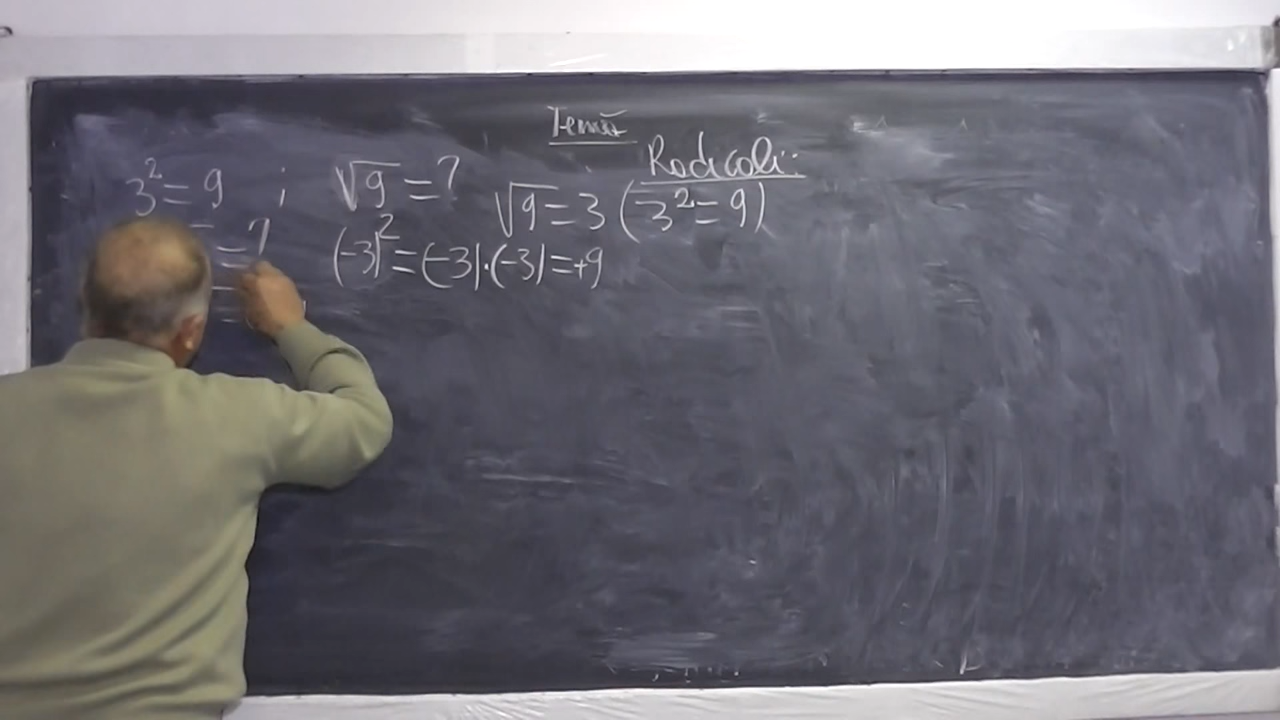 Temă
Radicali:
3² = 9 ; √9 = ?
√9 = 3 (3² = 9)
= ?
(-3)² = (-3)·(-3) = +9
=